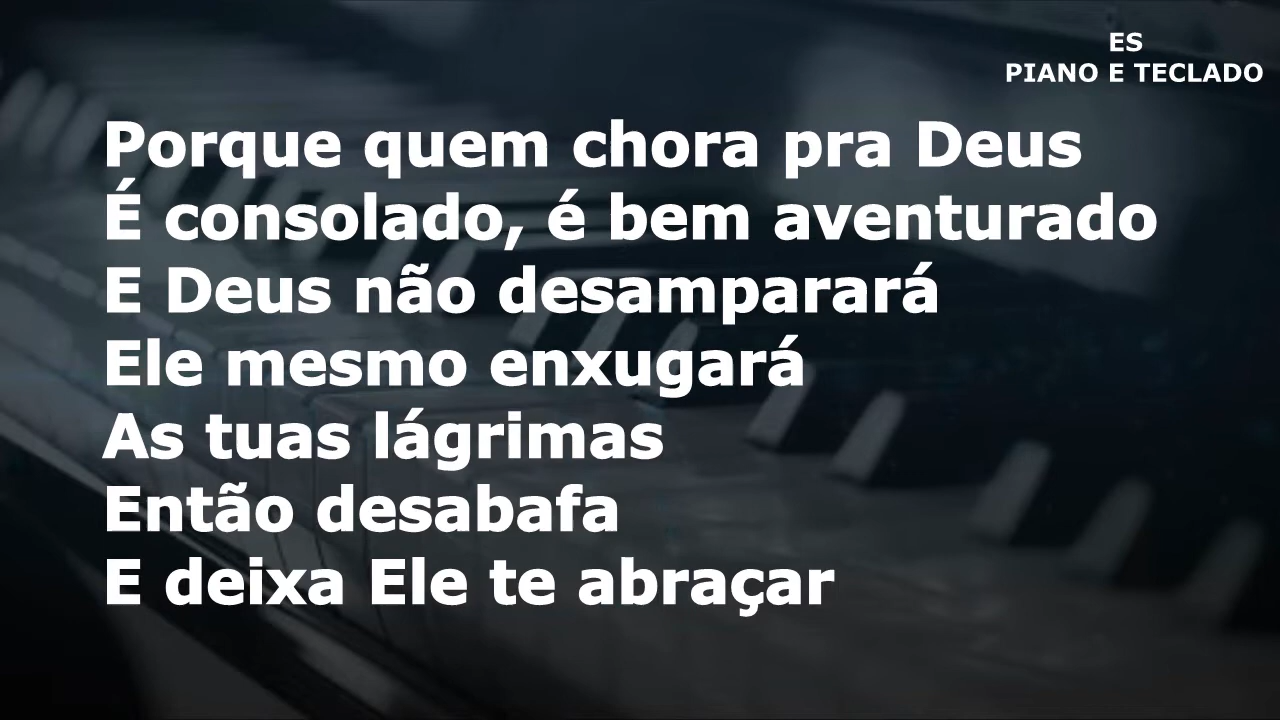 ES
PIANO E TECLADO
Porque quem chora pra Deus
É consolado, é bem aventurado
E Deus não desamparará
Ele mesmo enxugará
As tuas lágrimas
Então desabafa
E deixa Ele te abraçar